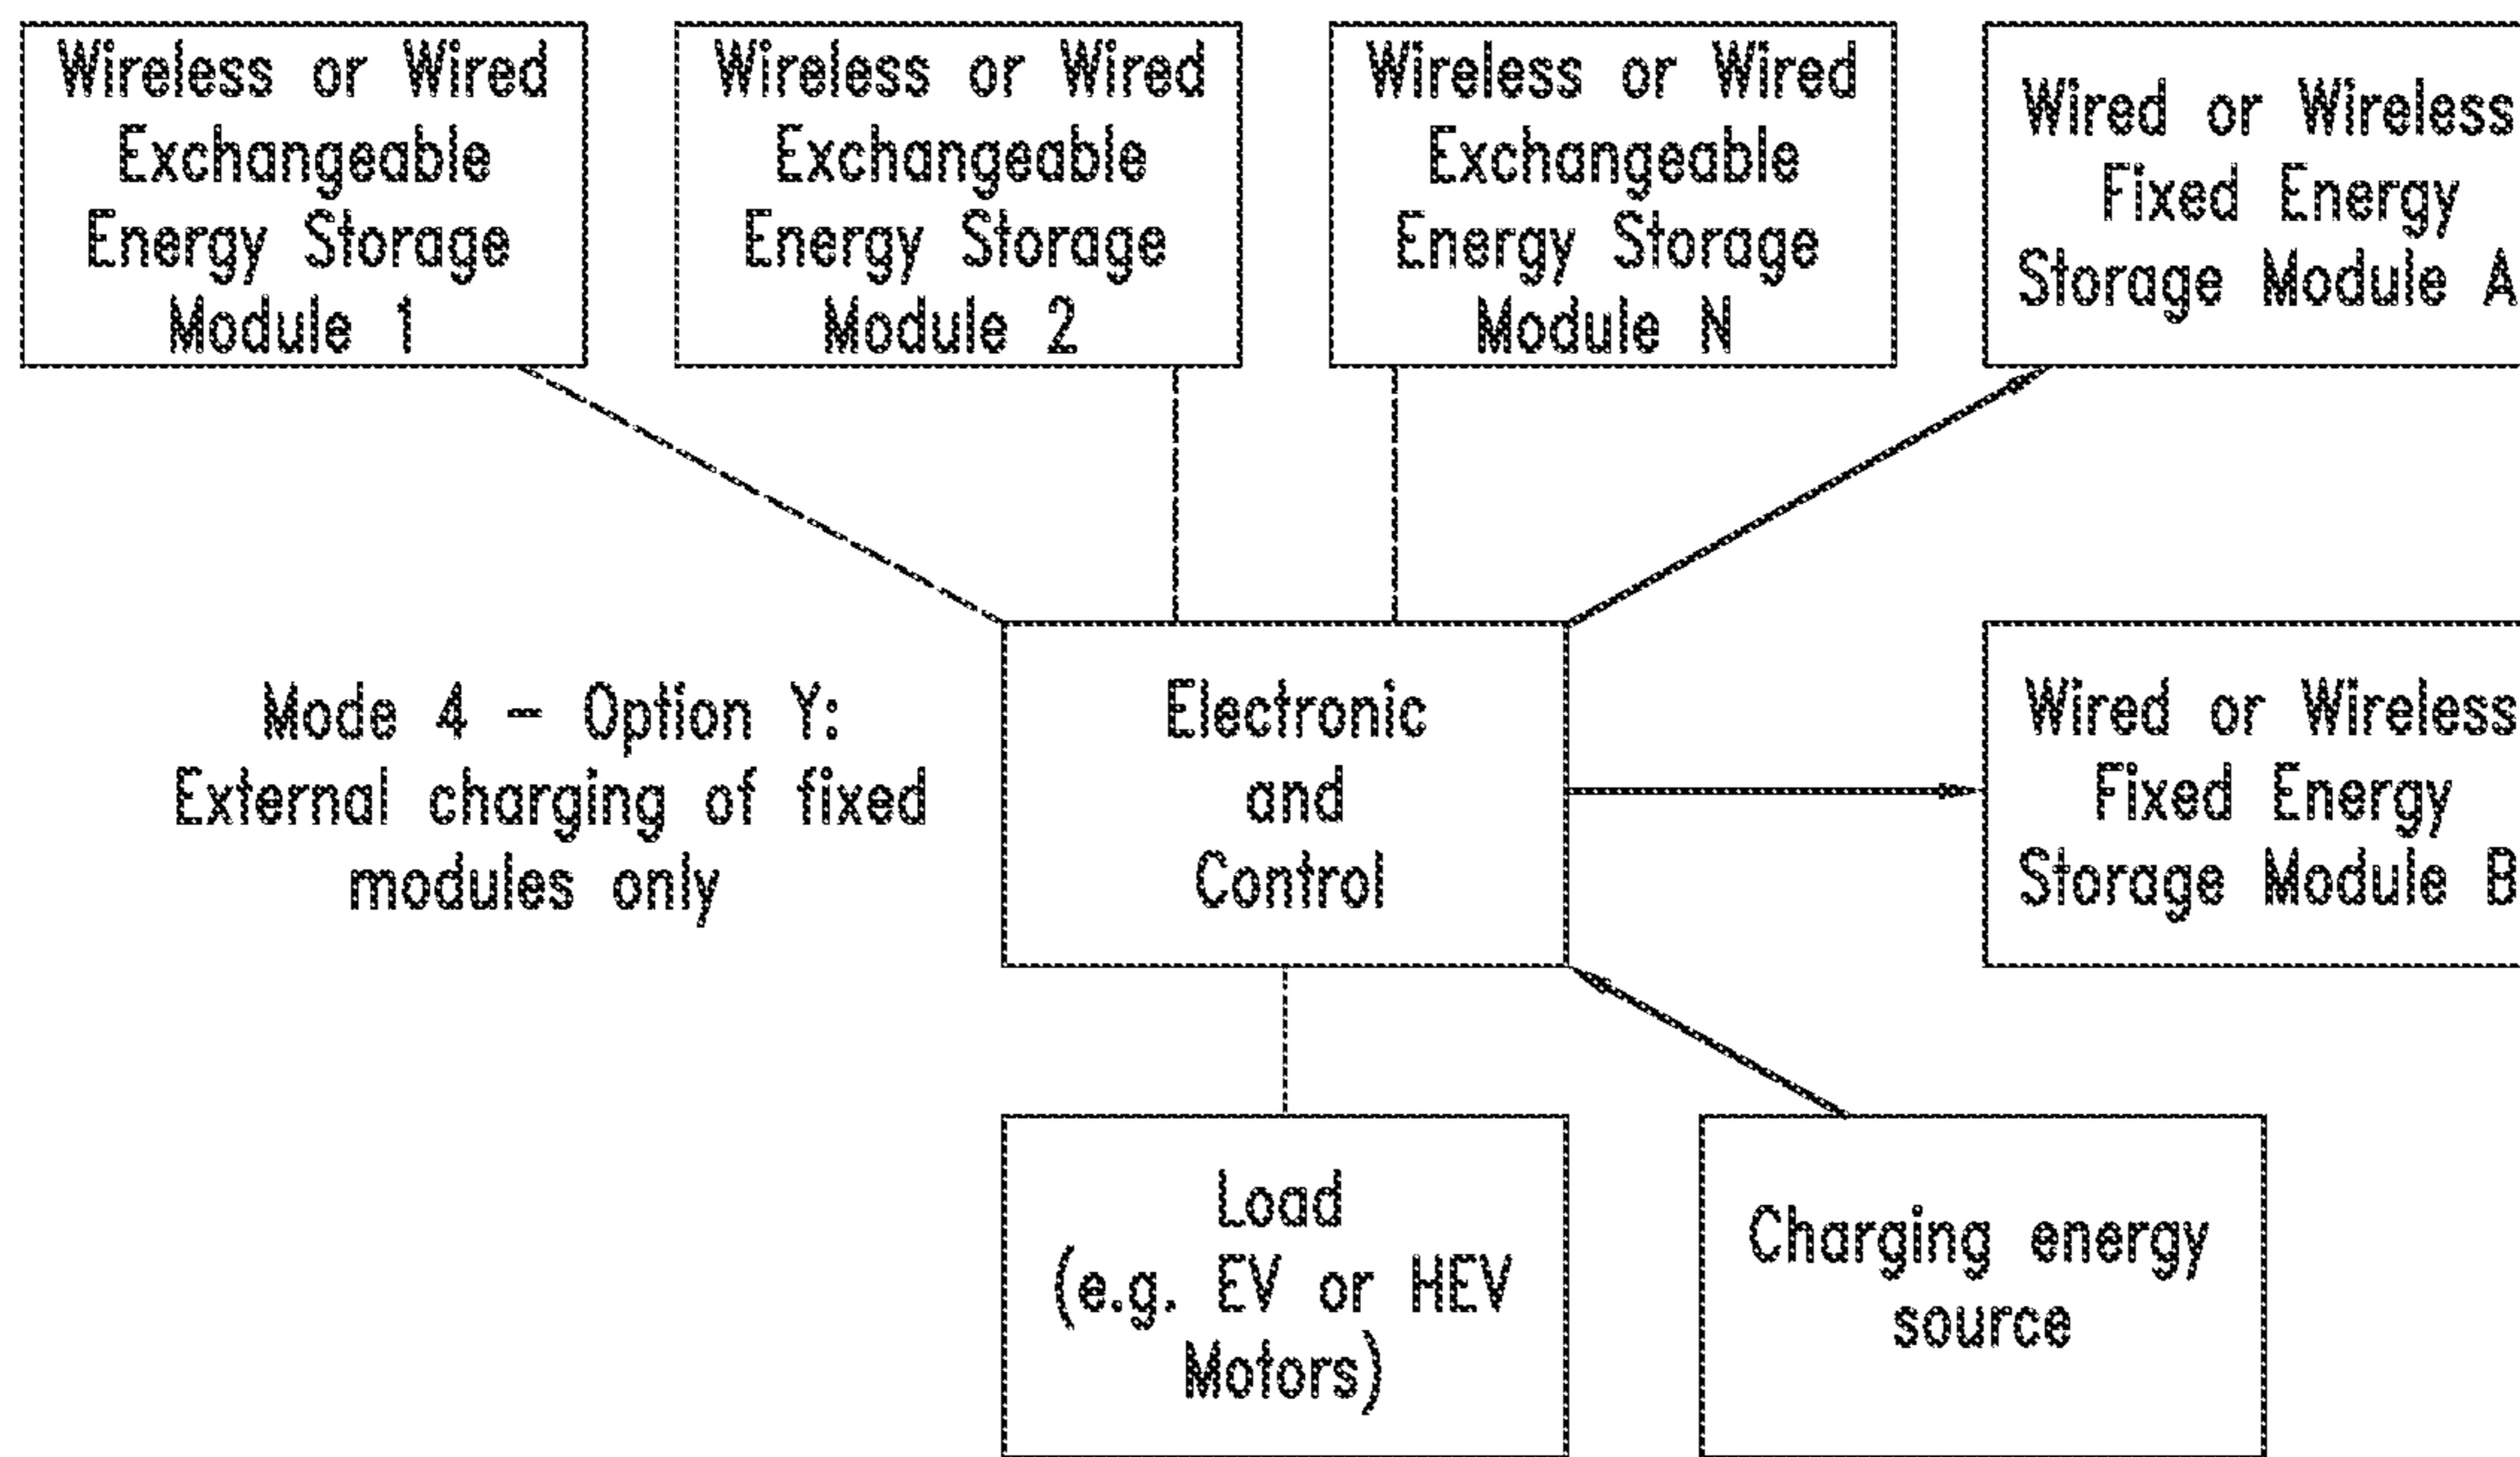 Wireless or Wired
Exchangeable
Energy Storage
Module 1
Wireless or Wired
Exchangeable
Energy Storage
Module 2
Wireless or Wired
Exchangeable
Energy Storage
Module N
Wired or Wireless
Fixed Energy
Storage Module A
Mode 4 – Option Y:
External charging of fixed
modules only
Electronic
and
Control
Wired or Wireless
Fixed Energy
Storage Module B
Load
(e.g. EV or HEV
Motors)
Charging energy
source